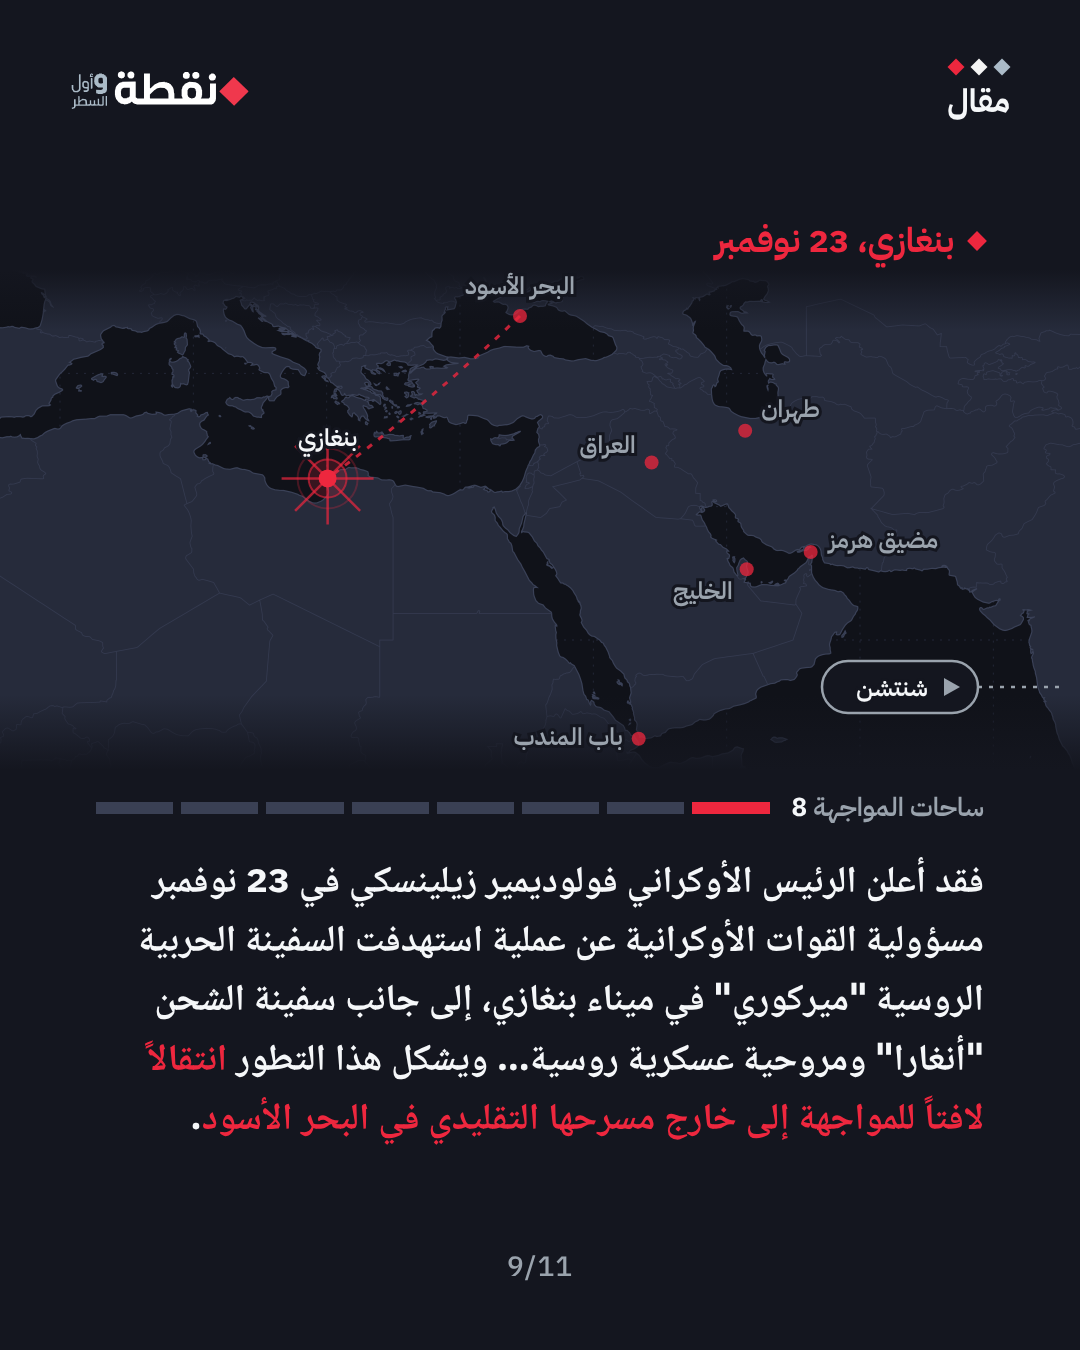 مقال
نقطة
وأول
السطر
بنغازي، 23 نوفمبر
البحر الأسود
طهران
بنغازي
العراق
مضيق هرمز
الخليج
شنتشن
باب المندب
ساحات المواجهة 8
فقد أعلن الرئيس الأوكراني فولوديمير زيلينسكي في 23 نوفمبر
مسؤولية القوات الأوكرانية عن عملية استهدفت السفينة الحربية
الروسية "ميركوري" في ميناء بنغازي، إلى جانب سفينة الشحن
"أنغارا" ومروحية عسكرية روسية... ويشكل هذا التطور انتقالاً
لافتاً للمواجهة إلى خارج مسرحها التقليدي في البحر الأسود.
9/11